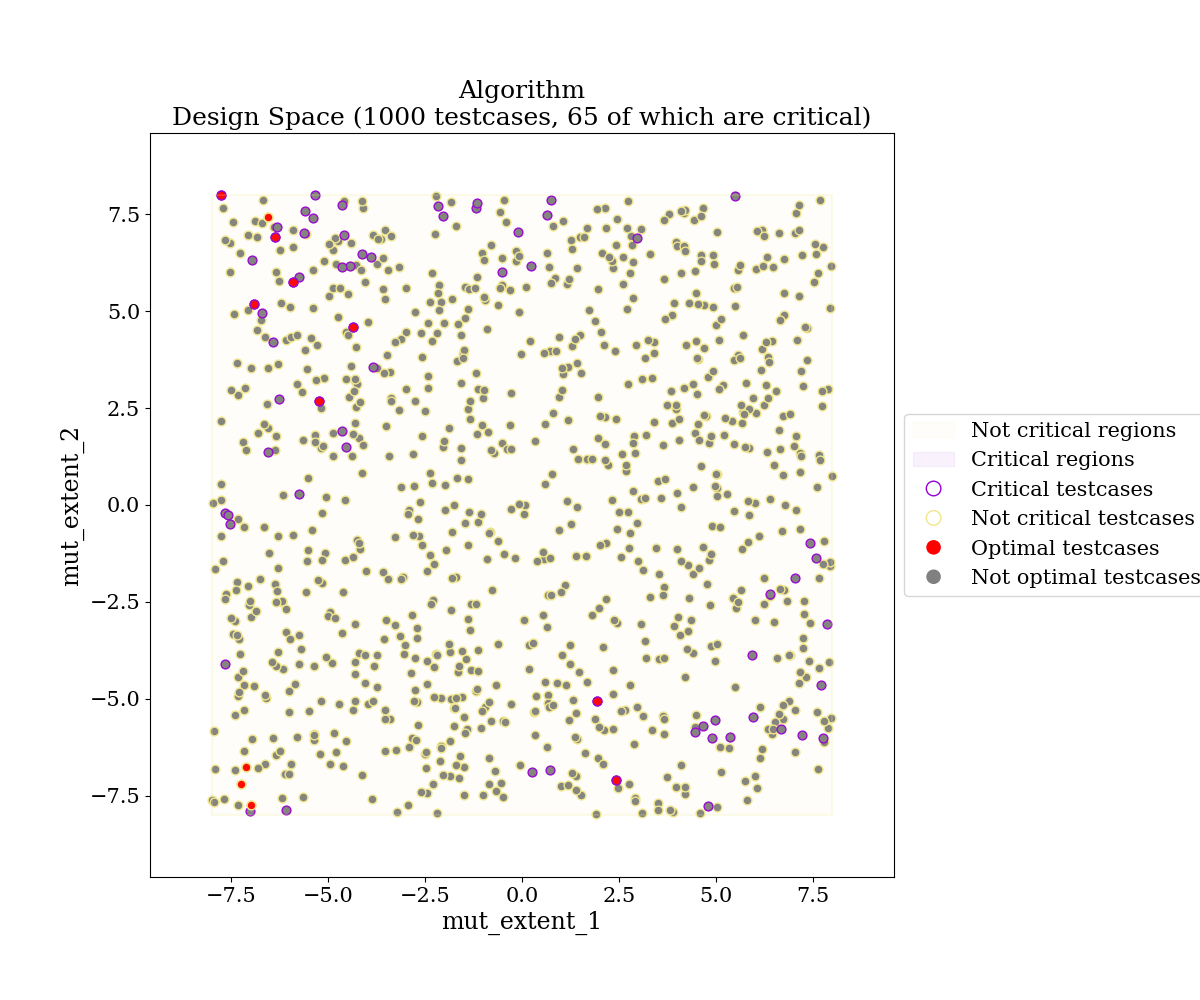 Algorithm
Design Space (1000 testcases, 65 of which are critical)
mut_extent_2
7.5
5.0
2.5
0.0
−2.5
−5.0
−7.5
−7.5
−5.0
−2.5
0.0
2.5
5.0
7.5
mut_extent_1
Not critical regions
Critical regions
Critical testcases
Not critical testcases
Optimal testcases
Not optimal testcases